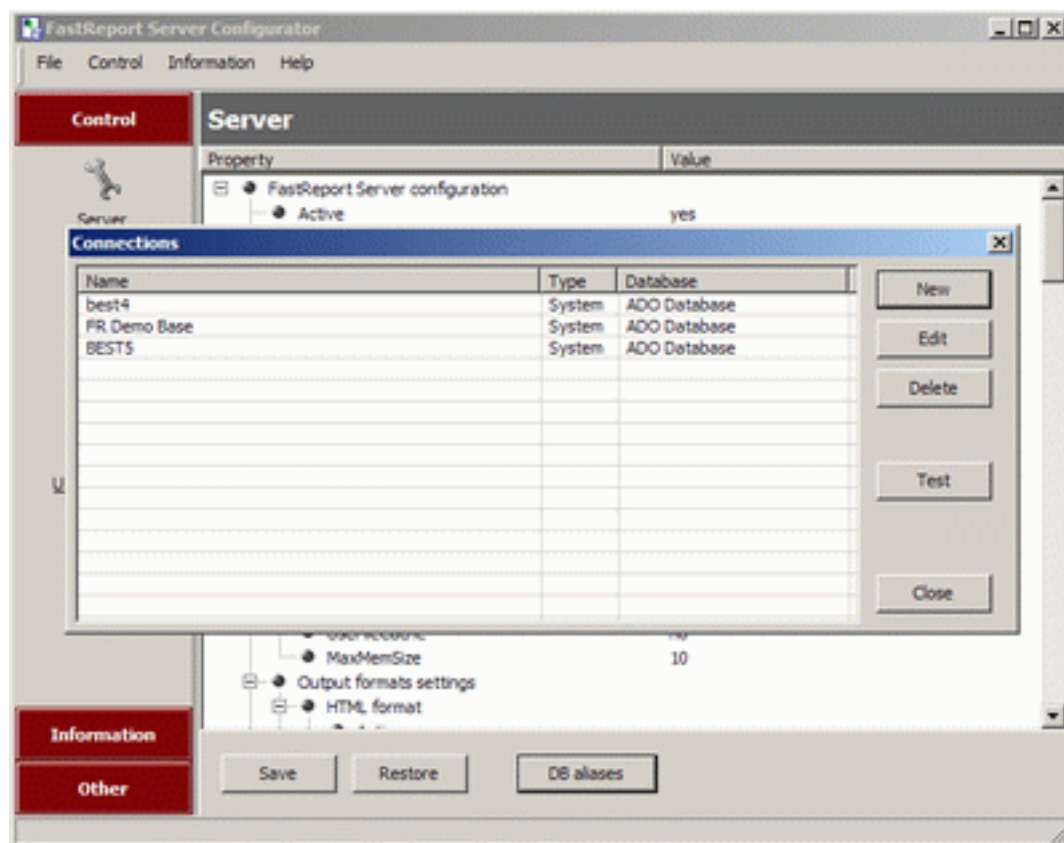 FastReport Server Configurator
File Control Information Help
Control
Server
Property Value
FastReport Server configuration
Active yes
Server
Connections
Name Type Database
best4 System ADO Database
FR Demo Base System ADO Database
BEST5 System ADO Database
New
Edit
Delete
Test
Close
MaxMemSize 10
Output formats settings
HTML format
Information
Other
Save Restore DB aliases